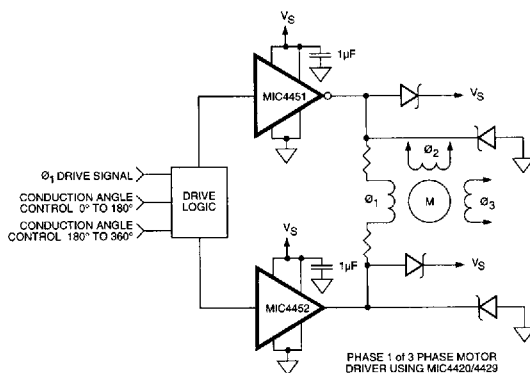 VS
1µF
MIC4451
VS
Ø2
Ø1 DRIVE SIGNAL
CONDUCTION ANGLE
CONTROL 0° TO 180°
CONDUCTION ANGLE
CONTROL 180° TO 360°
DRIVE
LOGIC
Ø1
M
Ø3
VS
1µF
VS
MIC4452
PHASE 1 of 3 PHASE MOTOR
DRIVER USING MIC4420/4429